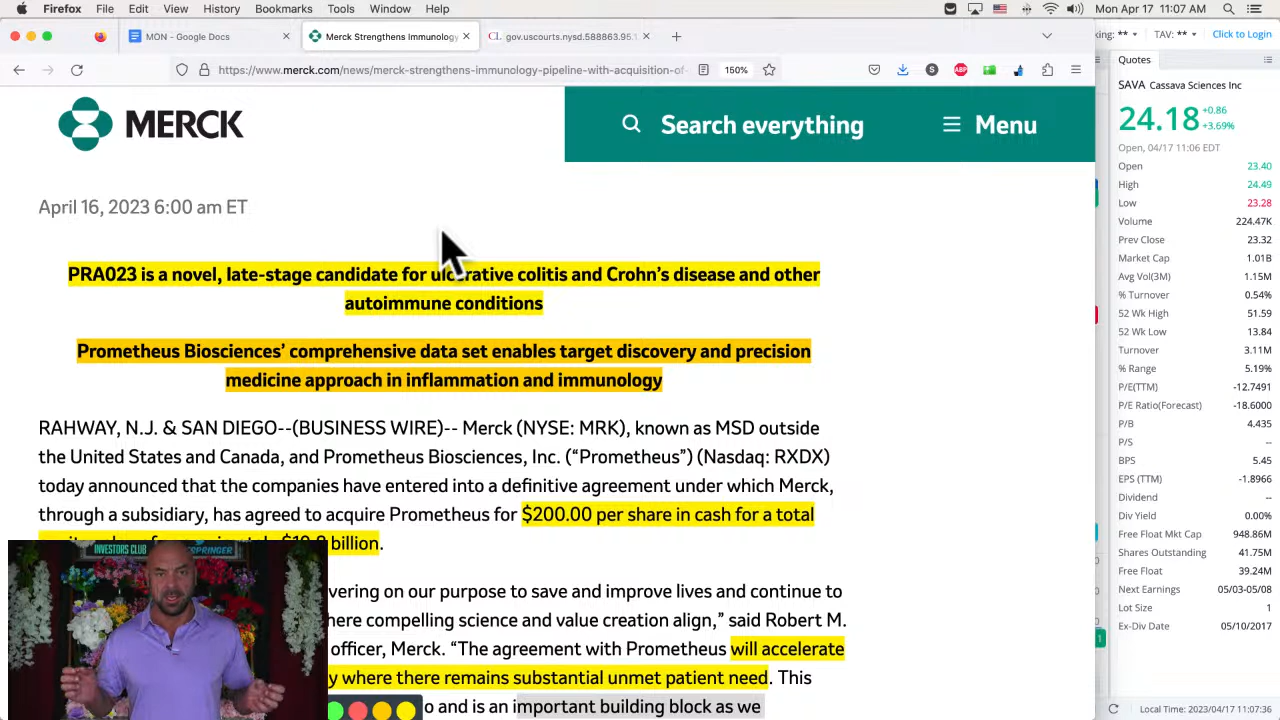 Firefox File Edit View History Bookmarks Tools Window Help
Mon Apr 17 11:07 AM
MON - Google Docs
Merck Strengthens Immunology
gov.uscourts.nysd.588863.95.1
TAV: ** Click to Login
https://www.merck.com/news/merck-strengthens-immunology-pipeline-with-acquisition-of-
150%
MERCK
Search everything
Menu
April 16, 2023 6:00 am ET
PRA023 is a novel, late-stage candidate for ulcerative colitis and Crohn’s disease and other
autoimmune conditions
Prometheus Biosciences’ comprehensive data set enables target discovery and precision
medicine approach in inflammation and immunology
RAHWAY, N.J. & SAN DIEGO--(BUSINESS WIRE)-- Merck (NYSE: MRK), known as MSD outside
the United States and Canada, and Prometheus Biosciences, Inc. (“Prometheus”) (Nasdaq: RXDX)
today announced that the companies have entered into a definitive agreement under which Merck,
through a subsidiary, has agreed to acquire Prometheus for $200.00 per share in cash for a total
billion.
vering on our purpose to save and improve lives and continue to
here compelling science and value creation align,” said Robert M.
officer, Merck. “The agreement with Prometheus will accelerate
y where there remains substantial unmet patient need. This
o and is an important building block as we
INVESTORS CLUB
SPRINGER
Quotes
SAVA Cassava Sciences Inc
24.18 +0.86
+3.69%
Open, 04/17 11:06 EDT
Open 23.40
High 24.49
Low 23.28
Volume 224.47K
Prev Close 23.32
Market Cap 1.01B
Avg Vol(3M) 1.15M
% Turnover 0.54%
52 Wk High 51.59
52 Wk Low 13.84
Turnover 3.11M
% Range 5.19%
P/E(TTM) -12.7491
P/E Ratio(Forecast) -18.6000
P/B 4.435
P/S --
BPS 5.45
EPS (TTM) -1.8966
Dividend --
Div Yield 0.00%
Free Float Mkt Cap 948.86M
Shares Outstanding 41.75M
Free Float 39.24M
Next Earnings 05/03-05/08
Lot Size 1
Ex-Div Date 05/10/2017
1
Local Time: 2023/04/17 11:07:36